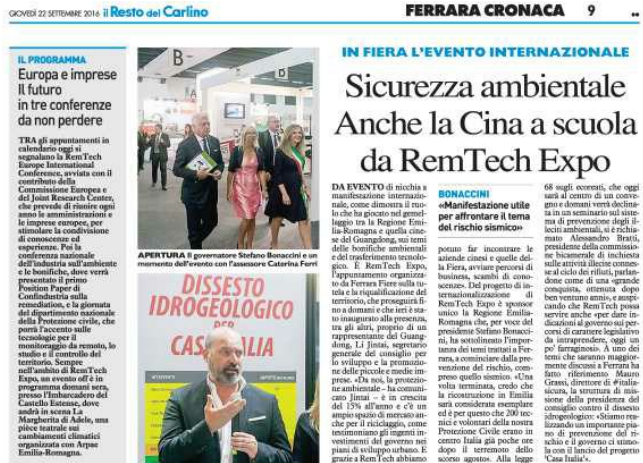 GIOVEDÌ 22 SETTEMBRE 2016 il Resto del Carlino
FERRARA CRONACA 9
IL PROGRAMMA
Europa e imprese
Il futuro
in tre conferenze
da non perdere
TRA gli appuntamenti in
calendario oggi si
segnalano la RemTech
Europe International
Conference, avviata con il
contributo della
Commissione Europea e
del Joint Research Center,
che prevede di riunire ogni
anno le amministrazioni e
le imprese europee, per
stimolare la condivisione
di conoscenze ed
esperienze. Poi la
conferenza nazionale
dell'industria sull'ambiente
e le bonifiche, dove verrà
presentato il primo
Position Paper di
Confindustria sulla
remediation, e la giornata
del dipartimento nazionale
della Protezione civile, che
porrà l'accento sulle
tecnologie per il
monitoraggio da remoto, lo
studio e il controllo del
territorio. Sempre
nell'ambito di RemTech
Expo, un evento off è in
programma domani sera,
presso l'Imbarcadero del
Castello Estense, dove
andrà in scena La
Margherita di Adele, una
pièce teatrale sui
cambiamenti climatici
organizzata con Arpae
Emilia-Romagna.
B
B
APERTURA Il governatore Stefano Bonaccini e un
momento dell'evento con l'assessore Caterina Ferri
DISSESTO
IDROGEOLOGICO
PER
CASA ITALIA
IN FIERA L'EVENTO INTERNAZIONALE
Sicurezza ambientale
Anche la Cina a scuola
da RemTech Expo
DA EVENTO di nicchia a
manifestazione internazio-
nale, come dimostra il ruo-
lo che ha giocato nel gemel-
laggio tra la Regione Emi-
lia-Romagna e quella cine-
se del Guangdong, sui temi
delle bonifiche ambientali
e del trasferimento tecnolo-
gico. È RemTech Expo,
l'appuntamento organizza-
to da Ferrara Fiere sulla tu-
tela e la riqualificazione del
territorio, che proseguirà fi-
no a domani e che ieri è sta-
to inaugurato alla presenza,
tra gli altri, proprio di un
rappresentante del Guang-
dong, Li Jintai, segretario
generale del consiglio per
lo sviluppo e la promozio-
ne delle piccole e medie im-
prese. «Da noi, la protezio-
ne ambientale – ha comuni-
cato Jintai – è in crescita
del 15% all'anno e c'è un
ampio spazio di mercato an-
che per il riciclaggio, come
testimoniano gli ingenti in-
vestimenti del governo nei
piani di sviluppo urbano. E
grazie a RemTech abbiamo
BONACCINI
«Manifestazione utile
per affrontare il tema
del rischio sismico»
potuto far incontrare le
aziende cinesi e quelle del-
la Fiera, avviare percorsi di
business, scambi di cono-
scenze». Del progetto di in-
ternazionalizzazione di
RemTech Expo è sponsor
unico la Regione Emilia-
Romagna che, per voce del
presidente Stefano Bonacci-
ni, ha sottolineato l'impor-
tanza dei temi trattati a Fer-
rara, a cominciare dalla pre-
venzione del rischio, com-
preso quello sismico. «Una
volta terminata, credo che
la ricostruzione in Emilia
sarà considerata esemplare
ed è per questo che 200 tec-
nici e volontari della nostra
Protezione Civile erano in
centro Italia già poche ore
dopo il terremoto dello
scorso agosto». Alla legge
68 sugli ecoreati, che oggi
sarà al centro di un conve-
gno e domani verrà declina-
ta in un seminario sul siste-
ma di prevenzione degli il-
leciti ambientali, si è richia-
mato Alessandro Bratti,
presidente della commissio-
ne bicamerale di inchiesta
sulle attività illecite connes-
se al ciclo dei rifiuti, parlan-
done come di una «grande
conquista, ottenuta dopo
ben ventuno anni», e auspi-
cando che RemTech possa
servire anche «per dare in-
dicazioni al governo sui per-
corsi di carattere legislativo
da intraprendere, oggi un
po' farraginosi». A uno dei
temi che saranno maggior-
mente discussi a Ferrara ha
fatto riferimento Mauro
Grassi, direttore di #italia-
sicura, la struttura di mis-
sione della presidenza del
consiglio contro il dissesto
idrogeologico: «Stiamo rea-
lizzando un importante pia-
no di prevenzione del ri-
schio e il governo ci stimo-
la con il lancio del progetto
'Casa Italia'».